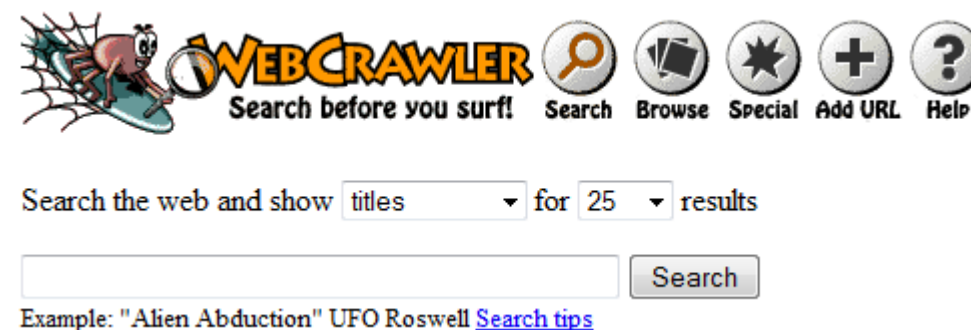 WEBCRAWLER
Search before you surf!
Search Browse Special Add URL Help
Search the web and show titles for 25 results
Search
Example: "Alien Abduction" UFO Roswell Search tips